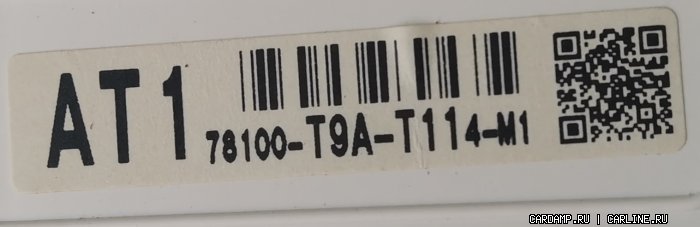 AT1
78100-T9A-T114-M1
CARDAMP.RU | CARLINE.RU